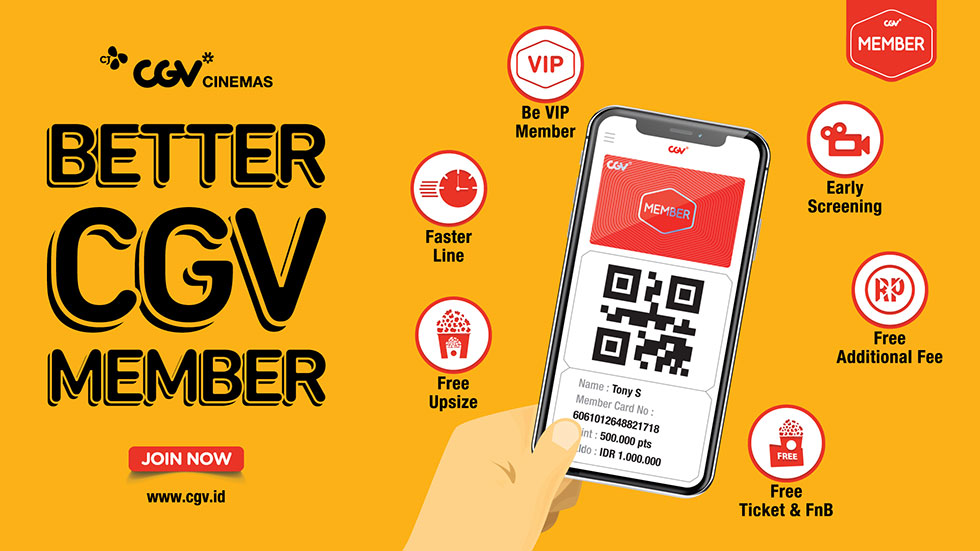 CJ CGV CINEMAS
BETTER
CGV
MEMBER
JOIN NOW
www.cgv.id
VIP
Be VIP
Member
Faster
Line
Free
Upsize
CGV
CGV
MEMBER
Name : Tony S
Member Card No :
6061012648821718
int : 500.000 pts
ldo : IDR 1.000.000
CGV
MEMBER
Early
Screening
RP
Free
Additional Fee
FREE
Free
Ticket & FnB